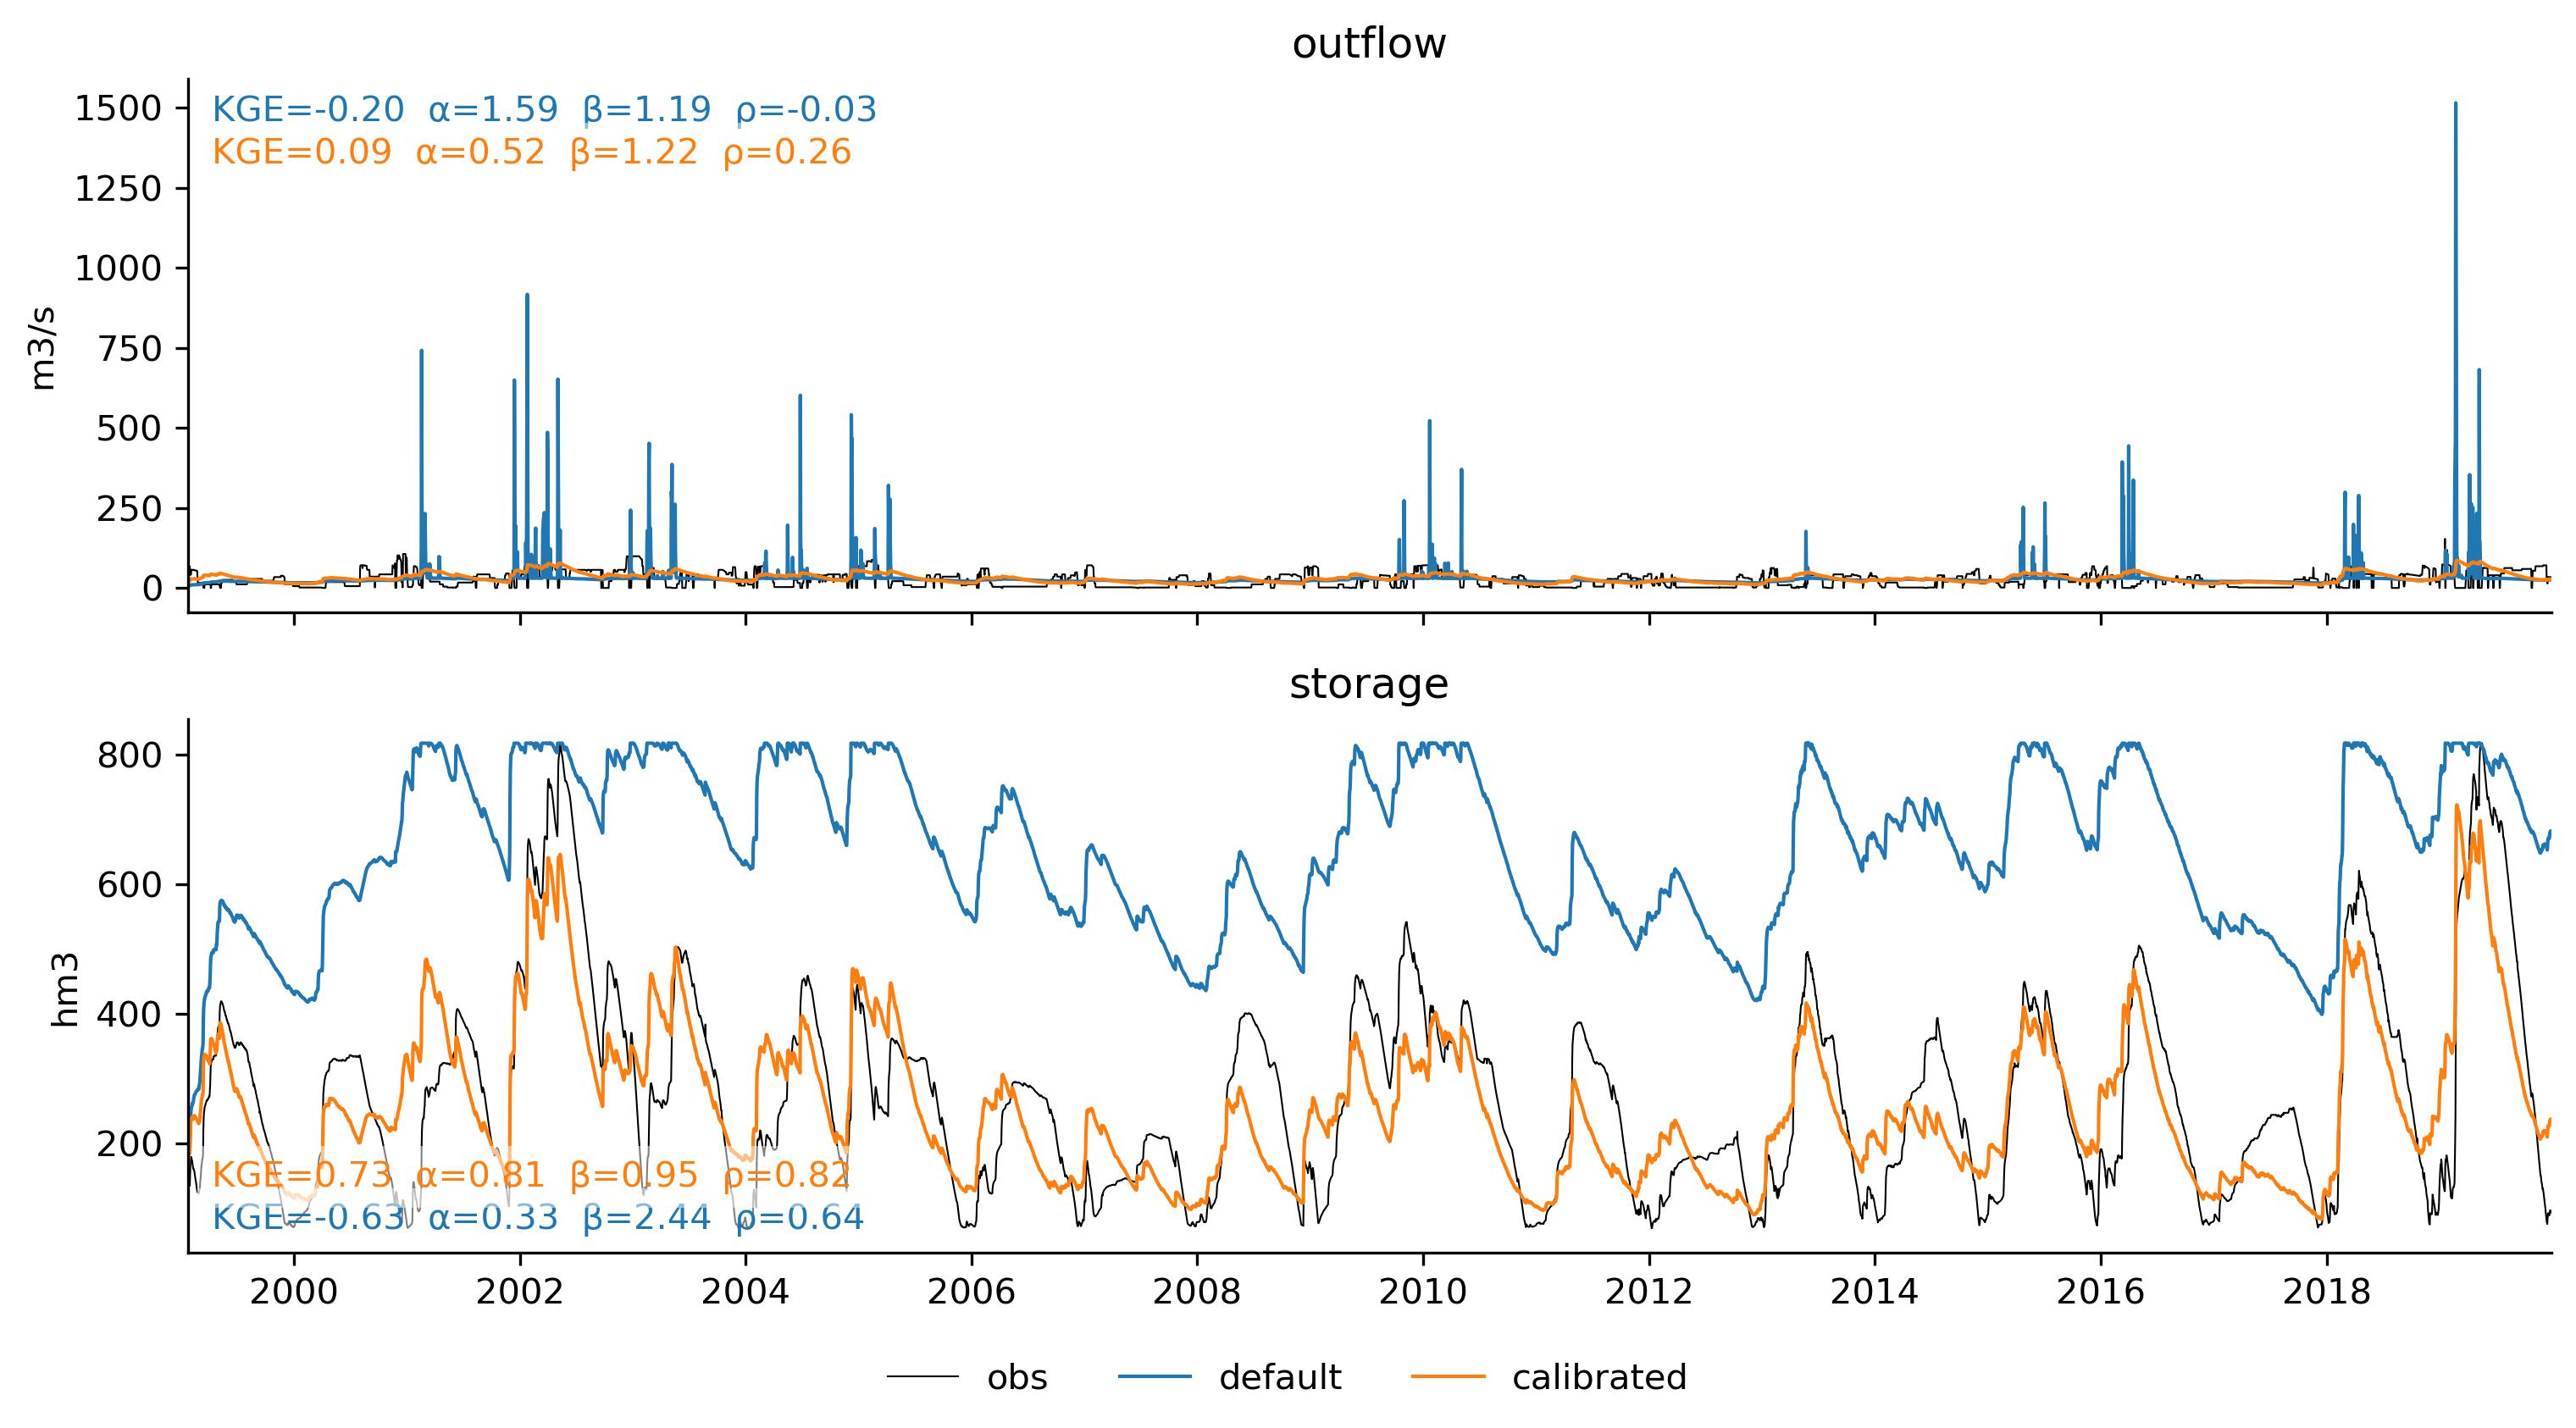 outflow
KGE=-0.20 α=1.59 β=1.19 ρ=-0.03
KGE=0.09 α=0.52 β=1.22 ρ=0.26
1500
1250
1000
750
500
250
0
m3/s
storage
800
600
400
200
hm3
KGE=0.73 α=0.81 β=0.95 ρ=0.82
KGE=-0.63 α=0.33 β=2.44 ρ=0.64
2000 2002 2004 2006 2008 2010 2012 2014 2016 2018
obs default calibrated